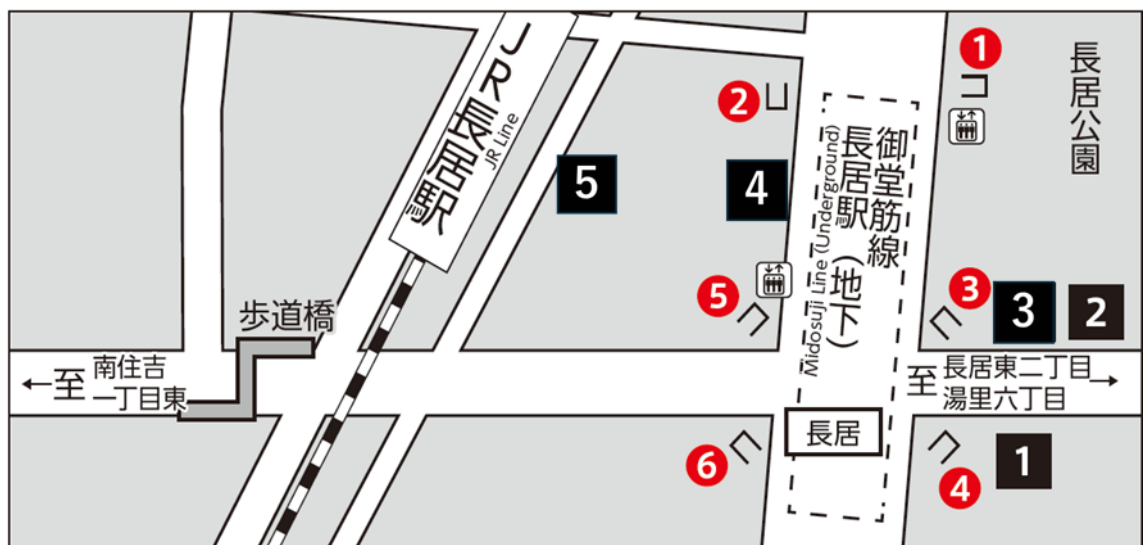 JR長居駅
JR Line
1
2
長居公園
御堂筋線
長居駅（地下）
Midosuji Line (Underground)
5
4
5
3
3
2
歩道橋
←至 南住吉
一丁目東
至 長居東二丁目→
湯里六丁目
長居
6
4
1